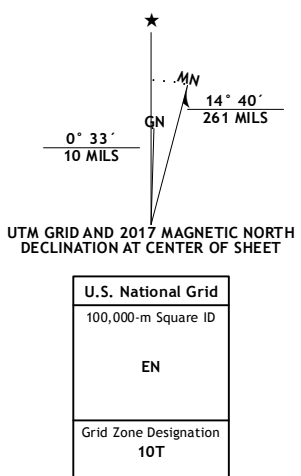 ★
MN
GN
14° 40´
261 MILS
0° 33´
10 MILS
UTM GRID AND 2017 MAGNETIC NORTH
DECLINATION AT CENTER OF SHEET
U.S. National Grid
100,000-m Square ID
EN
Grid Zone Designation
10T